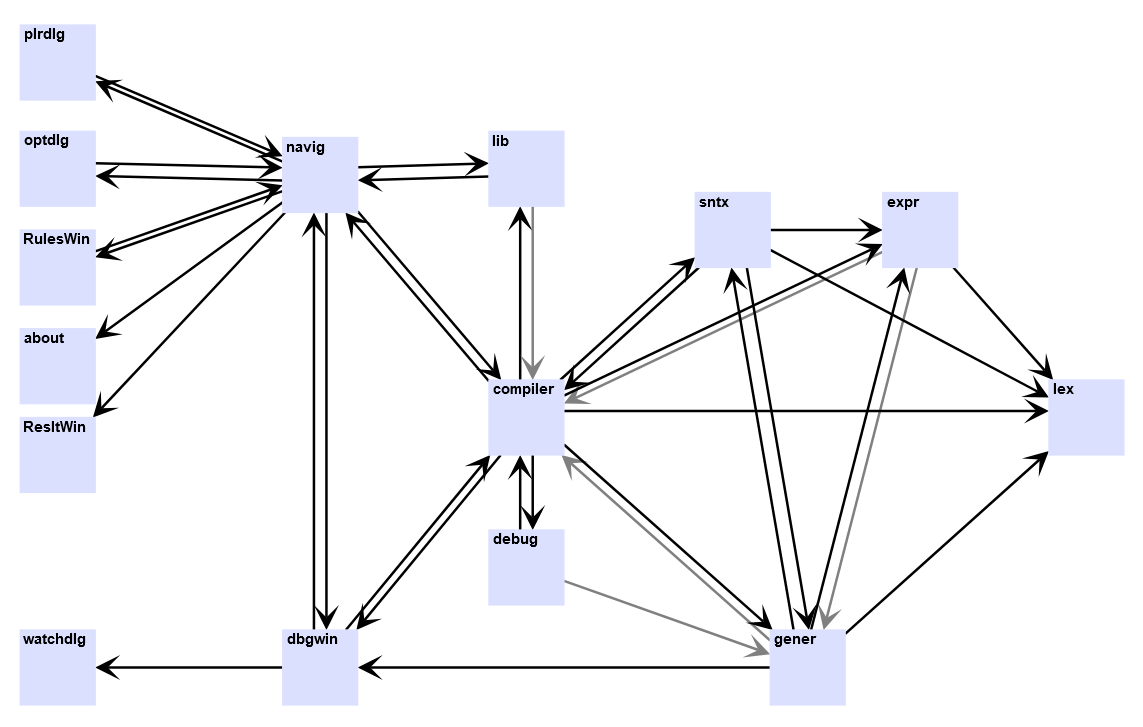 plrdlg
optdlg
navig
lib
sntx
expr
RulesWin
about
compiler
lex
ResltWin
debug
watchdlg
dbgwin
gener